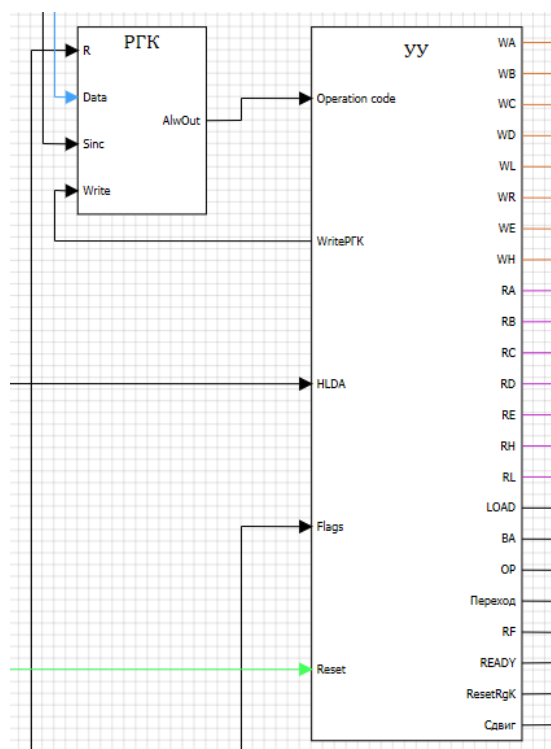 РГК
R
Data
AlwOut
Sinc
Write
УУ
Operation code
WritePГК
HLDA
Flags
Reset
WA
WB
WC
WD
WL
WR
WE
WH
RA
RB
RC
RD
RE
RH
RL
LOAD
BA
OP
Переход
RF
READY
ResetRgK
Сдвиг